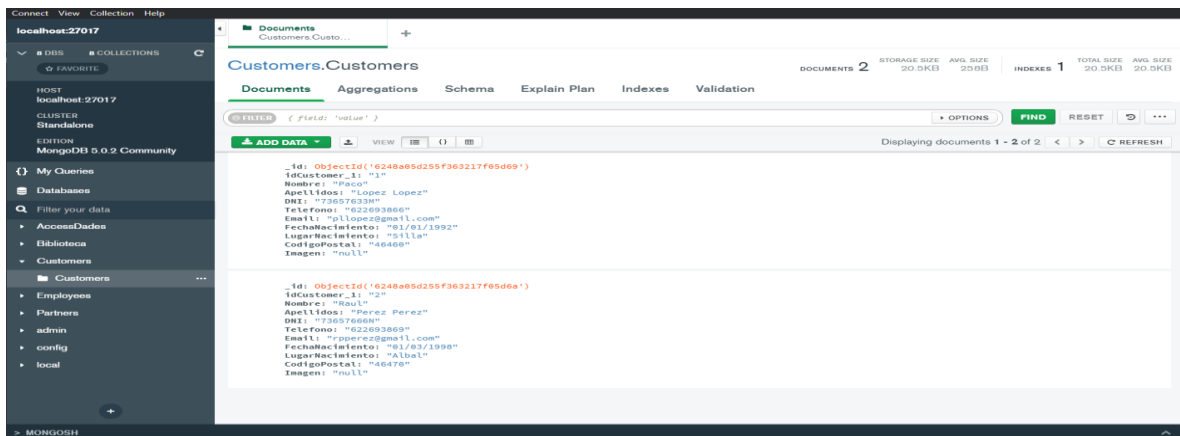 Connect View Collection Help
localhost:27017
8 DBS 8 COLLECTIONS
FAVORITE
HOST
localhost:27017
CLUSTER
Standalone
EDITION
MongoDB 5.0.2 Community
{} My Queries
Databases
Filter your data
AccessDades
Biblioteca
Customers
Customers ...
Employees
Partners
admin
config
local
+
> MONGOSH
Documents
Customers.Custo...
+
Customers.Customers
DOCUMENTS 2 STORAGE SIZE 20.5KB AVG. SIZE 258B INDEXES 1 TOTAL SIZE 20.5KB AVG. SIZE 20.5KB
Documents Aggregations Schema Explain Plan Indexes Validation
FILTER { field: 'value' } OPTIONS FIND RESET ...
ADD DATA VIEW {} Displaying documents 1 - 2 of 2 < > REFRESH
_id: ObjectId('6248a05d255f363217f05d69')
idCustomer_1: "1"
Nombre: "Paco"
Apellidos: "Lopez Lopez"
DNI: "73657633M"
Telefono: "622693866"
Email: "pllopez@gmail.com"
FechaNacimiento: "01/01/1992"
LugarNacimiento: "Silla"
CodigoPostal: "46460"
Imagen: "null"
_id: ObjectId('6248a05d255f363217f05d6a')
idCustomer_1: "2"
Nombre: "Raul"
Apellidos: "Perez Perez"
DNI: "73657666N"
Telefono: "622693869"
Email: "rpperez@gmail.com"
FechaNacimiento: "01/03/1998"
LugarNacimiento: "Albal"
CodigoPostal: "46470"
Imagen: "null"